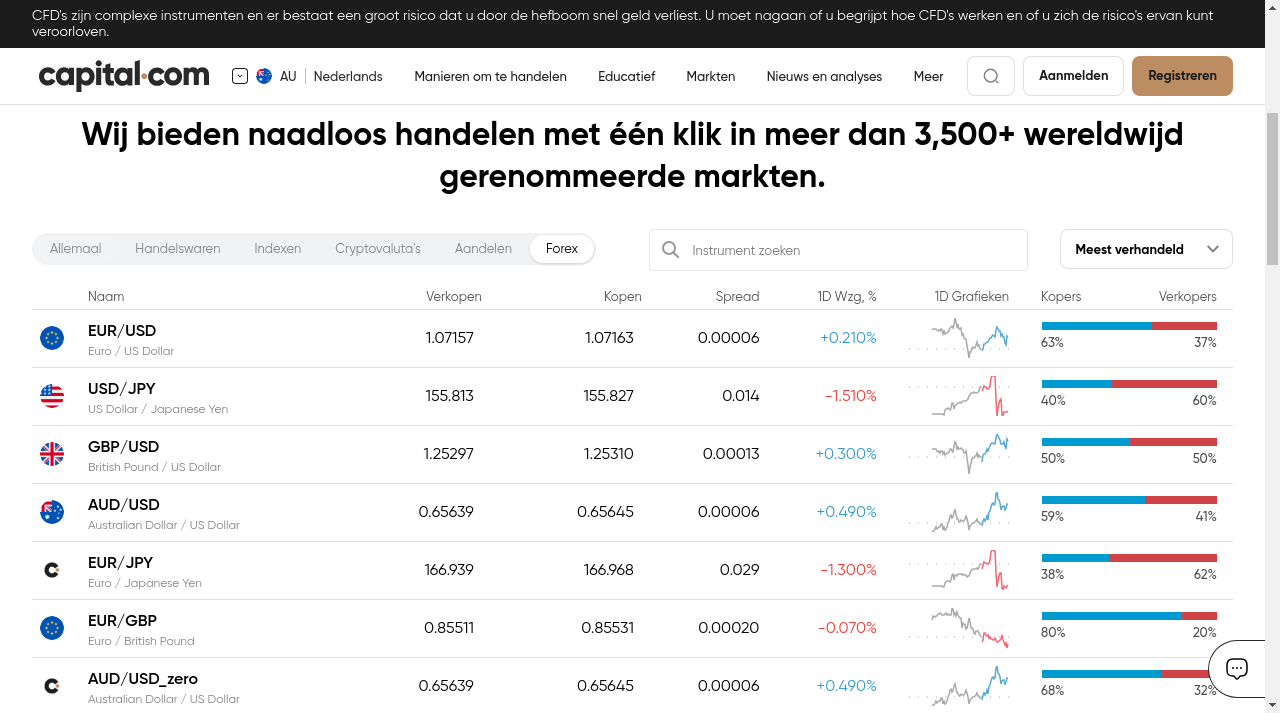 CFD's zijn complexe instrumenten en er bestaat een groot risico dat u door de hefboom snel geld verliest. U moet nagaan of u begrijpt hoe CFD's werken en of u zich de risico's ervan kunt
veroorloven.
capital.com AU Nederlands Manieren om te handelen Educatief Markten Nieuws en analyses Meer Aanmelden Registreren
Wij bieden naadloos handelen met één klik in meer dan 3,500+ wereldwijd
gerenommeerde markten.
Allemaal Handelswaren Indexen Cryptovaluta's Aandelen Forex Instrument zoeken Meest verhandeld
Naam Verkopen Kopen Spread 1D Wzg, % 1D Grafieken Kopers Verkopers
EUR/USD 1.07157 1.07163 0.00006 +0.210%
Euro / US Dollar 63% 37%
USD/JPY 155.813 155.827 0.014 -1.510%
US Dollar / Japanese Yen 40% 60%
GBP/USD 1.25297 1.25310 0.00013 +0.300%
British Pound / US Dollar 50% 50%
AUD/USD 0.65639 0.65645 0.00006 +0.490%
Australian Dollar / US Dollar 59% 41%
EUR/JPY 166.939 166.968 0.029 -1.300%
Euro / Japanese Yen 38% 62%
EUR/GBP 0.85511 0.85531 0.00020 -0.070%
Euro / British Pound 80% 20%
AUD/USD_zero 0.65639 0.65645 0.00006 +0.490%
Australian Dollar / US Dollar 68% 32%